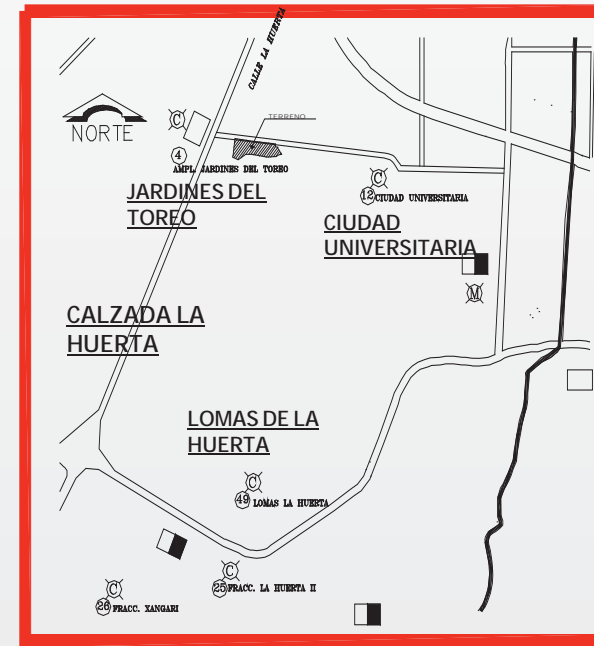 CALLE LA HUERTA
NORTE
C
TERRENO
4
AMPL. JARDINES DEL TOREO
JARDINES DEL
TOREO
C
12 CIUDAD UNIVERSITARIA
CIUDAD
UNIVERSITARIA
M
CALZADA LA
HUERTA
LOMAS DE LA
HUERTA
C
49 LOMAS LA HUERTA
C
25 FRACC. LA HUERTA II
C
26 FRACC. XANGARI